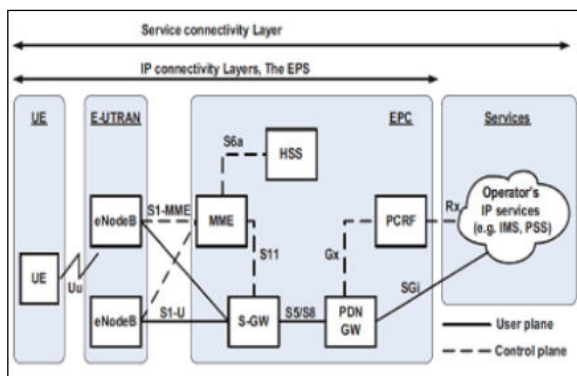 Service connectivity Layer
IP connectivity Layers, The EPS
UE
E-UTRAN
EPC
Services
S6a
HSS
Operator's
IP services
(e.g. IMS, PSS)
eNodeB
S1-MME
MME
PCRF
Rx
UE
Uu
S11
Gx
SGi
eNodeB
S1-U
S-GW
S5/S8
PDN
GW
User plane
Control plane